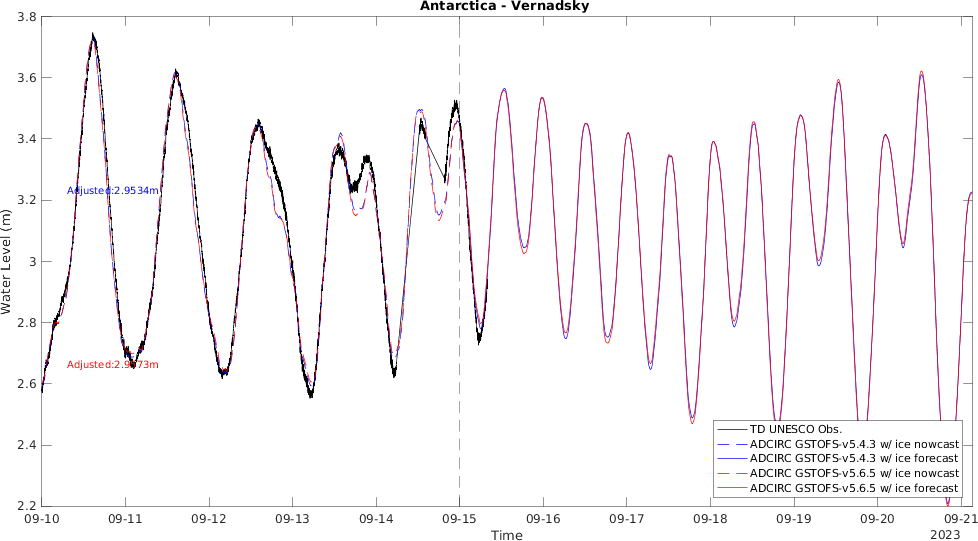 Antarctica - Vernadsky
Water Level (m)
3.8
3.6
3.4
3.2
3
2.8
2.6
2.4
2.2
Adjusted:2.9534m
TD UNESCO Obs.
ADCIRC GSTOFS-v5.4.3 w/ ice nowcast
ADCIRC GSTOFS-v5.4.3 w/ ice forecast
ADCIRC GSTOFS-v5.6.5 w/ ice nowcast
ADCIRC GSTOFS-v5.6.5 w/ ice forecast
09-10 09-11 09-12 09-13 09-14 09-15 09-16 09-17 09-18 09-19 09-20 09-21
Time
2023